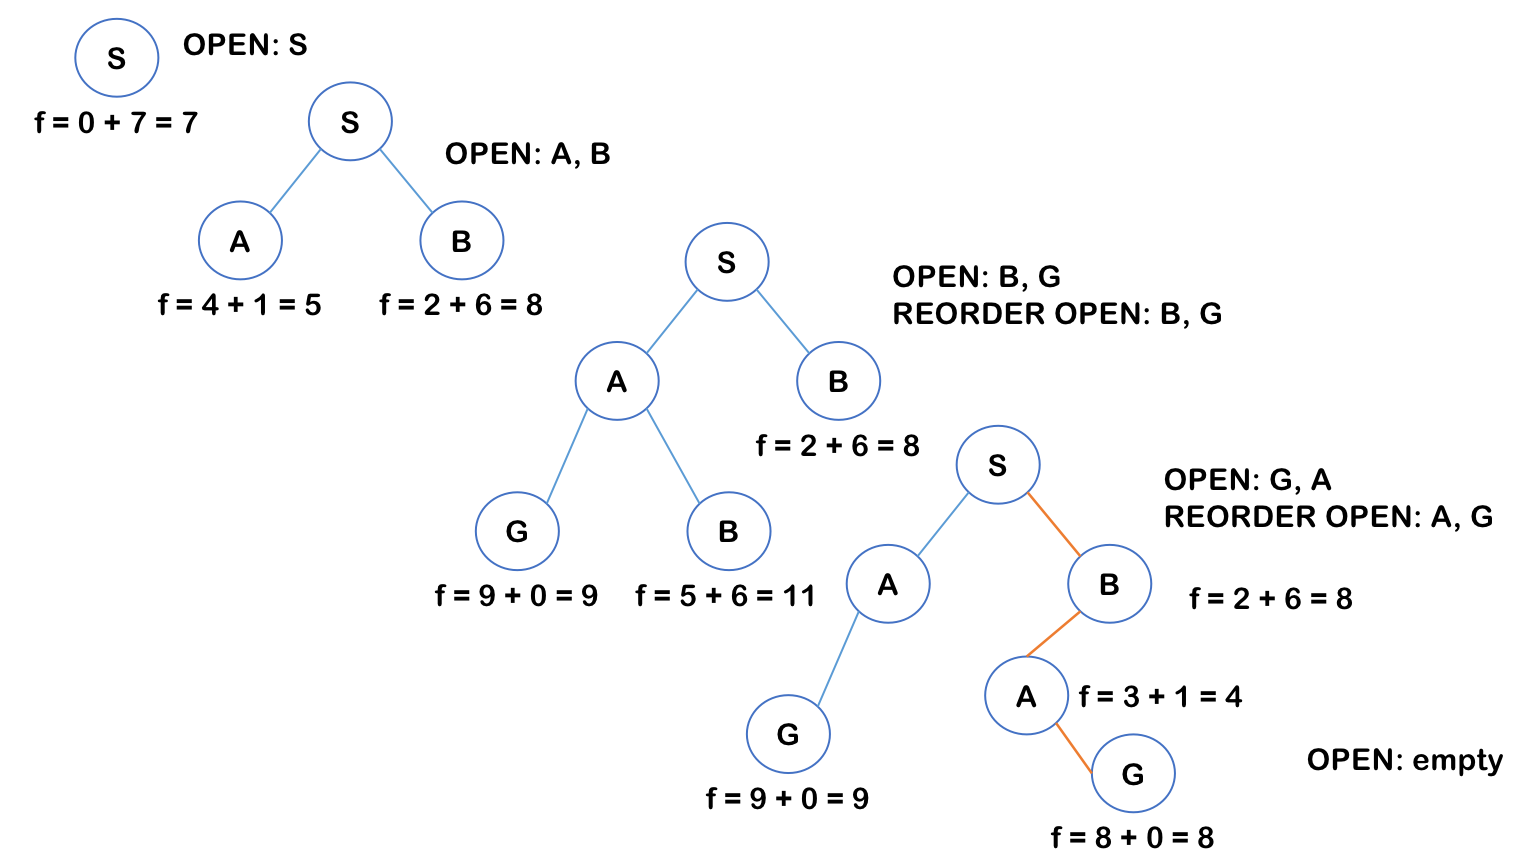 S
OPEN: S
f = 0 + 7 = 7
S
OPEN: A, B
A
B
f = 4 + 1 = 5
f = 2 + 6 = 8
S
OPEN: B, G
REORDER OPEN: B, G
A
B
f = 2 + 6 = 8
G
B
f = 9 + 0 = 9
f = 5 + 6 = 11
S
OPEN: G, A
REORDER OPEN: A, G
A
B
f = 2 + 6 = 8
A
f = 3 + 1 = 4
G
f = 9 + 0 = 9
G
OPEN: empty
f = 8 + 0 = 8